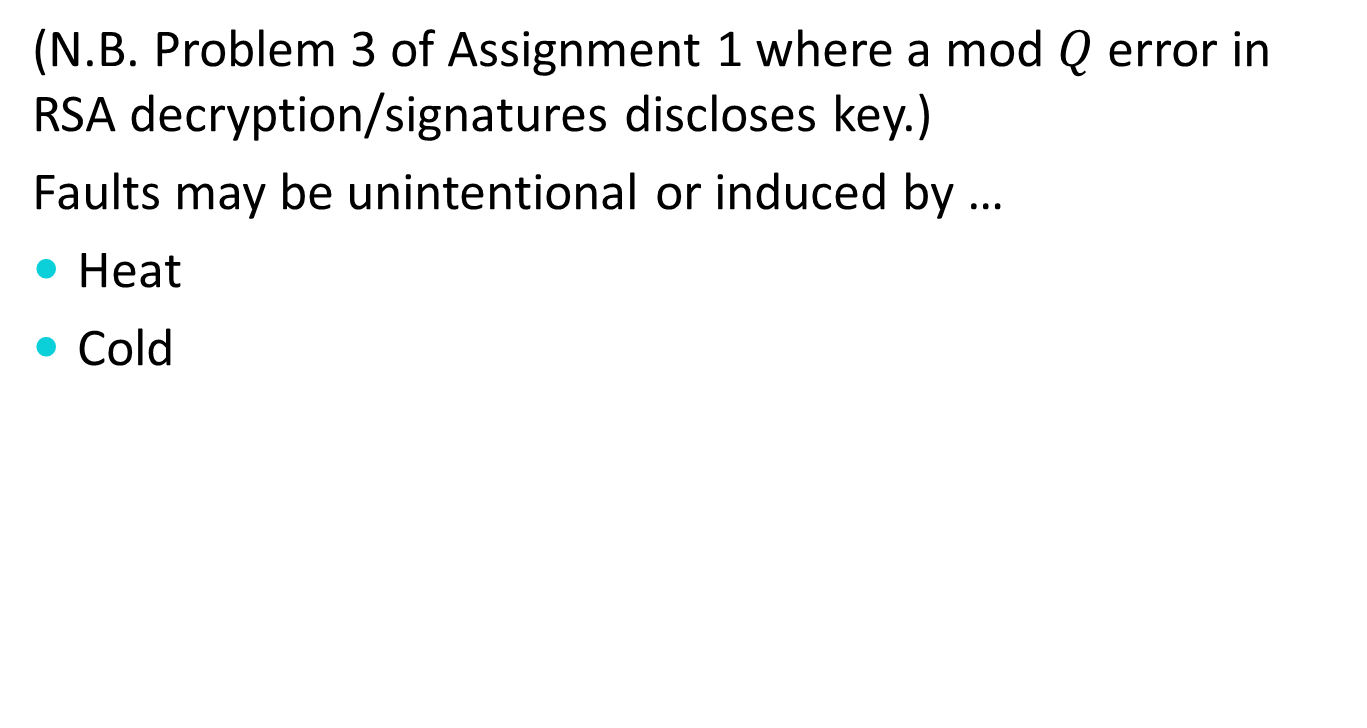 (N.B. Problem 3 of Assignment 1 where a mod Q error in
RSA decryption/signatures discloses key.)
Faults may be unintentional or induced by …
• Heat
• Cold